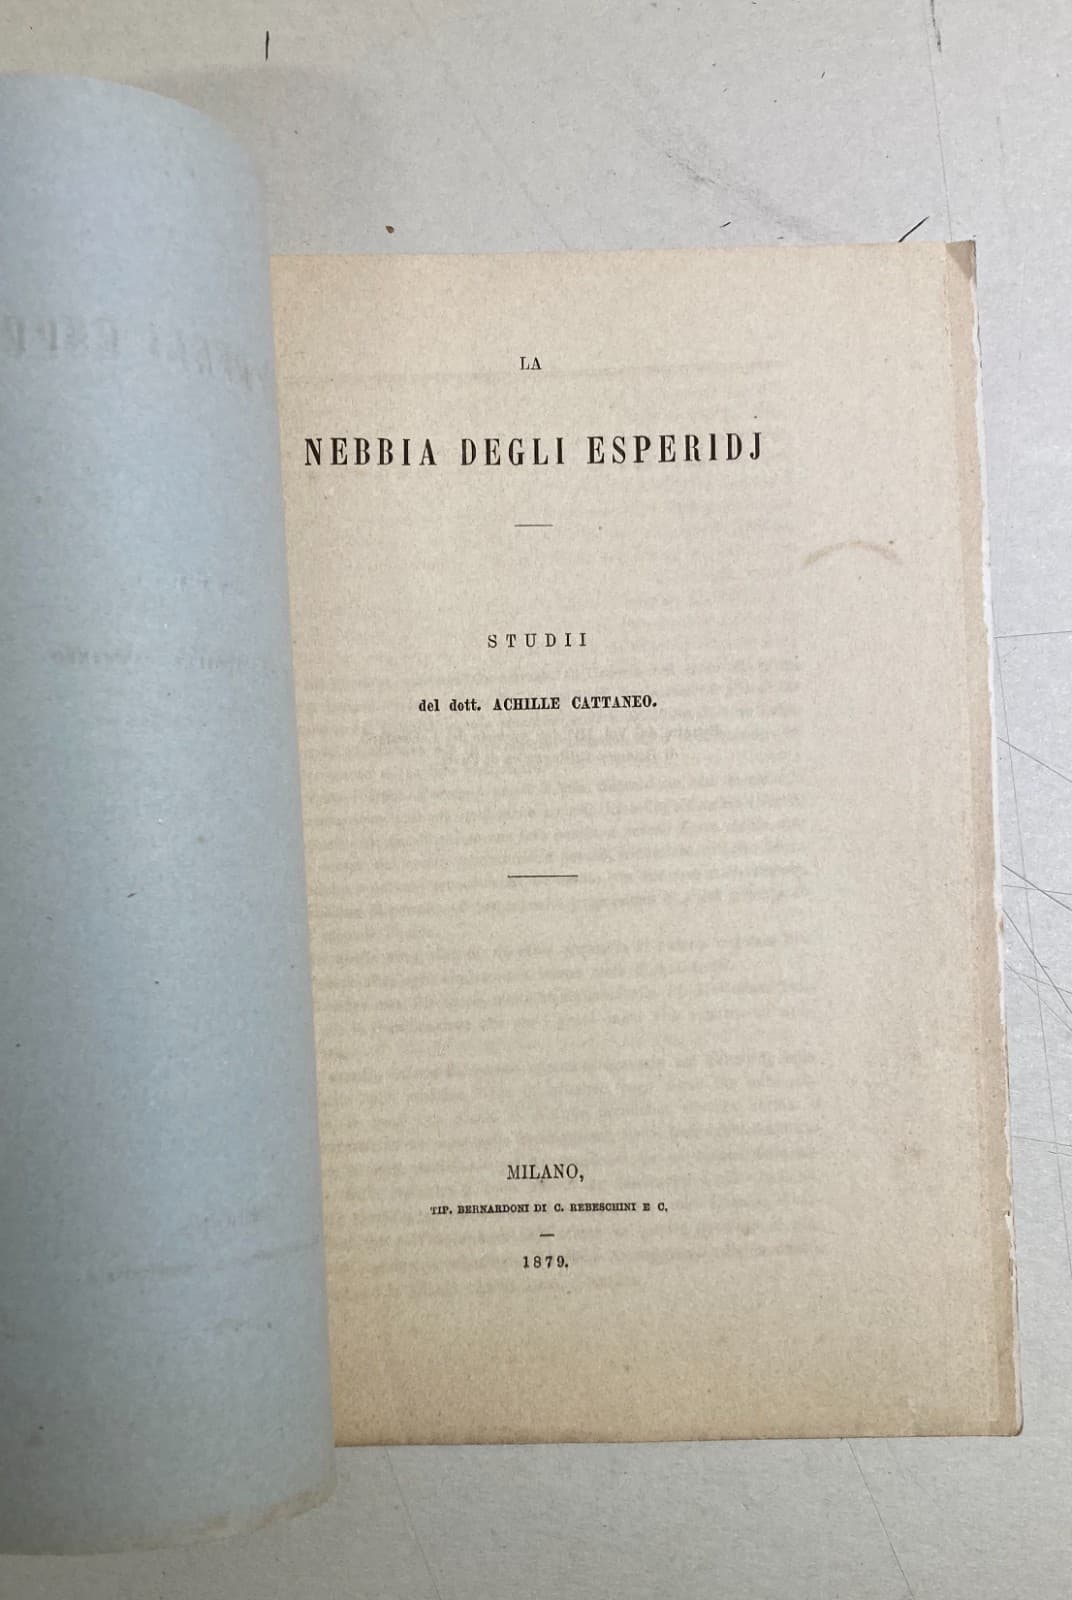 LA
NEBBIA DEGLI ESPERIDJ
STUDII
del dott. ACHILLE CATTANEO.
MILANO,
TIP. BERNARDONI DI C. REBESCHINI E C.
1879.